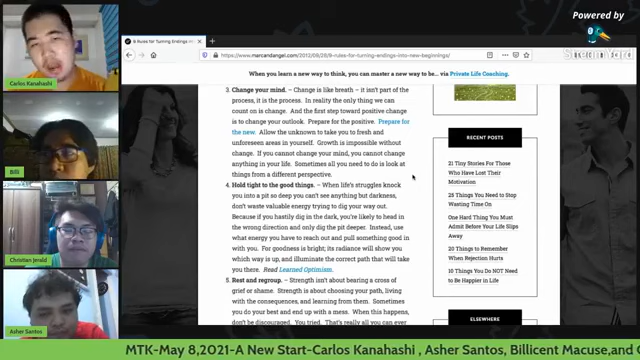 Powered by
9 Rules for Turning Endings into
https://www.marcandangel.com/2012/08/28/9-rules-for-turning-endings-into-new-beginnings/
When you learn a new way to think, you can master a new way to be... via Private Life Coaching.
Carlos Kanahashi
Billi
Christian Jerald
Asher Santos
3. Change your mind. – Change is like breath – it isn't part of the
process, it is the process. In reality the only thing we can
count on is change. And the first step toward positive change
is to change your outlook. Prepare for the positive. Prepare for
the new. Allow the unknown to take you to fresh and
unforeseen areas in yourself. Growth is impossible without
change. If you cannot change your mind, you cannot change
anything in your life. Sometimes all you need to do is look at
things from a different perspective.
4. Hold tight to the good things. – When life's struggles knock
you into a pit so deep you can't see anything but darkness,
don't waste valuable energy trying to dig your way out.
Because if you hastily dig in the dark, you're likely to head in
the wrong direction and only dig the pit deeper. Instead, use
what energy you have to reach out and pull something good in
with you. For goodness is bright; its radiance will show you
which way is up, and illuminate the correct path that will take
you there. Read Learned Optimism.
5. Rest and regroup. – Strength isn't about bearing a cross of
grief or shame. Strength is about choosing your path, living
with the consequences, and learning from them. Sometimes
you do your best and end up with a mess. When this happens,
don't be discouraged. You tried. That's really all you can ever
RECENT POSTS
21 Tiny Stories For Those
Who Have Lost Their
Motivation
25 Things You Need to Stop
Wasting Time On
One Hard Thing You Must
Admit Before Your Life Slips
Away
20 Things to Remember
When Rejection Hurts
10 Things You Do NOT Need
to Be Happier in Life
ELSEWHERE
MTK-May 8,2021-A New Start-Carlos Kanahashi , Asher Santos, Billicent Macuse,and